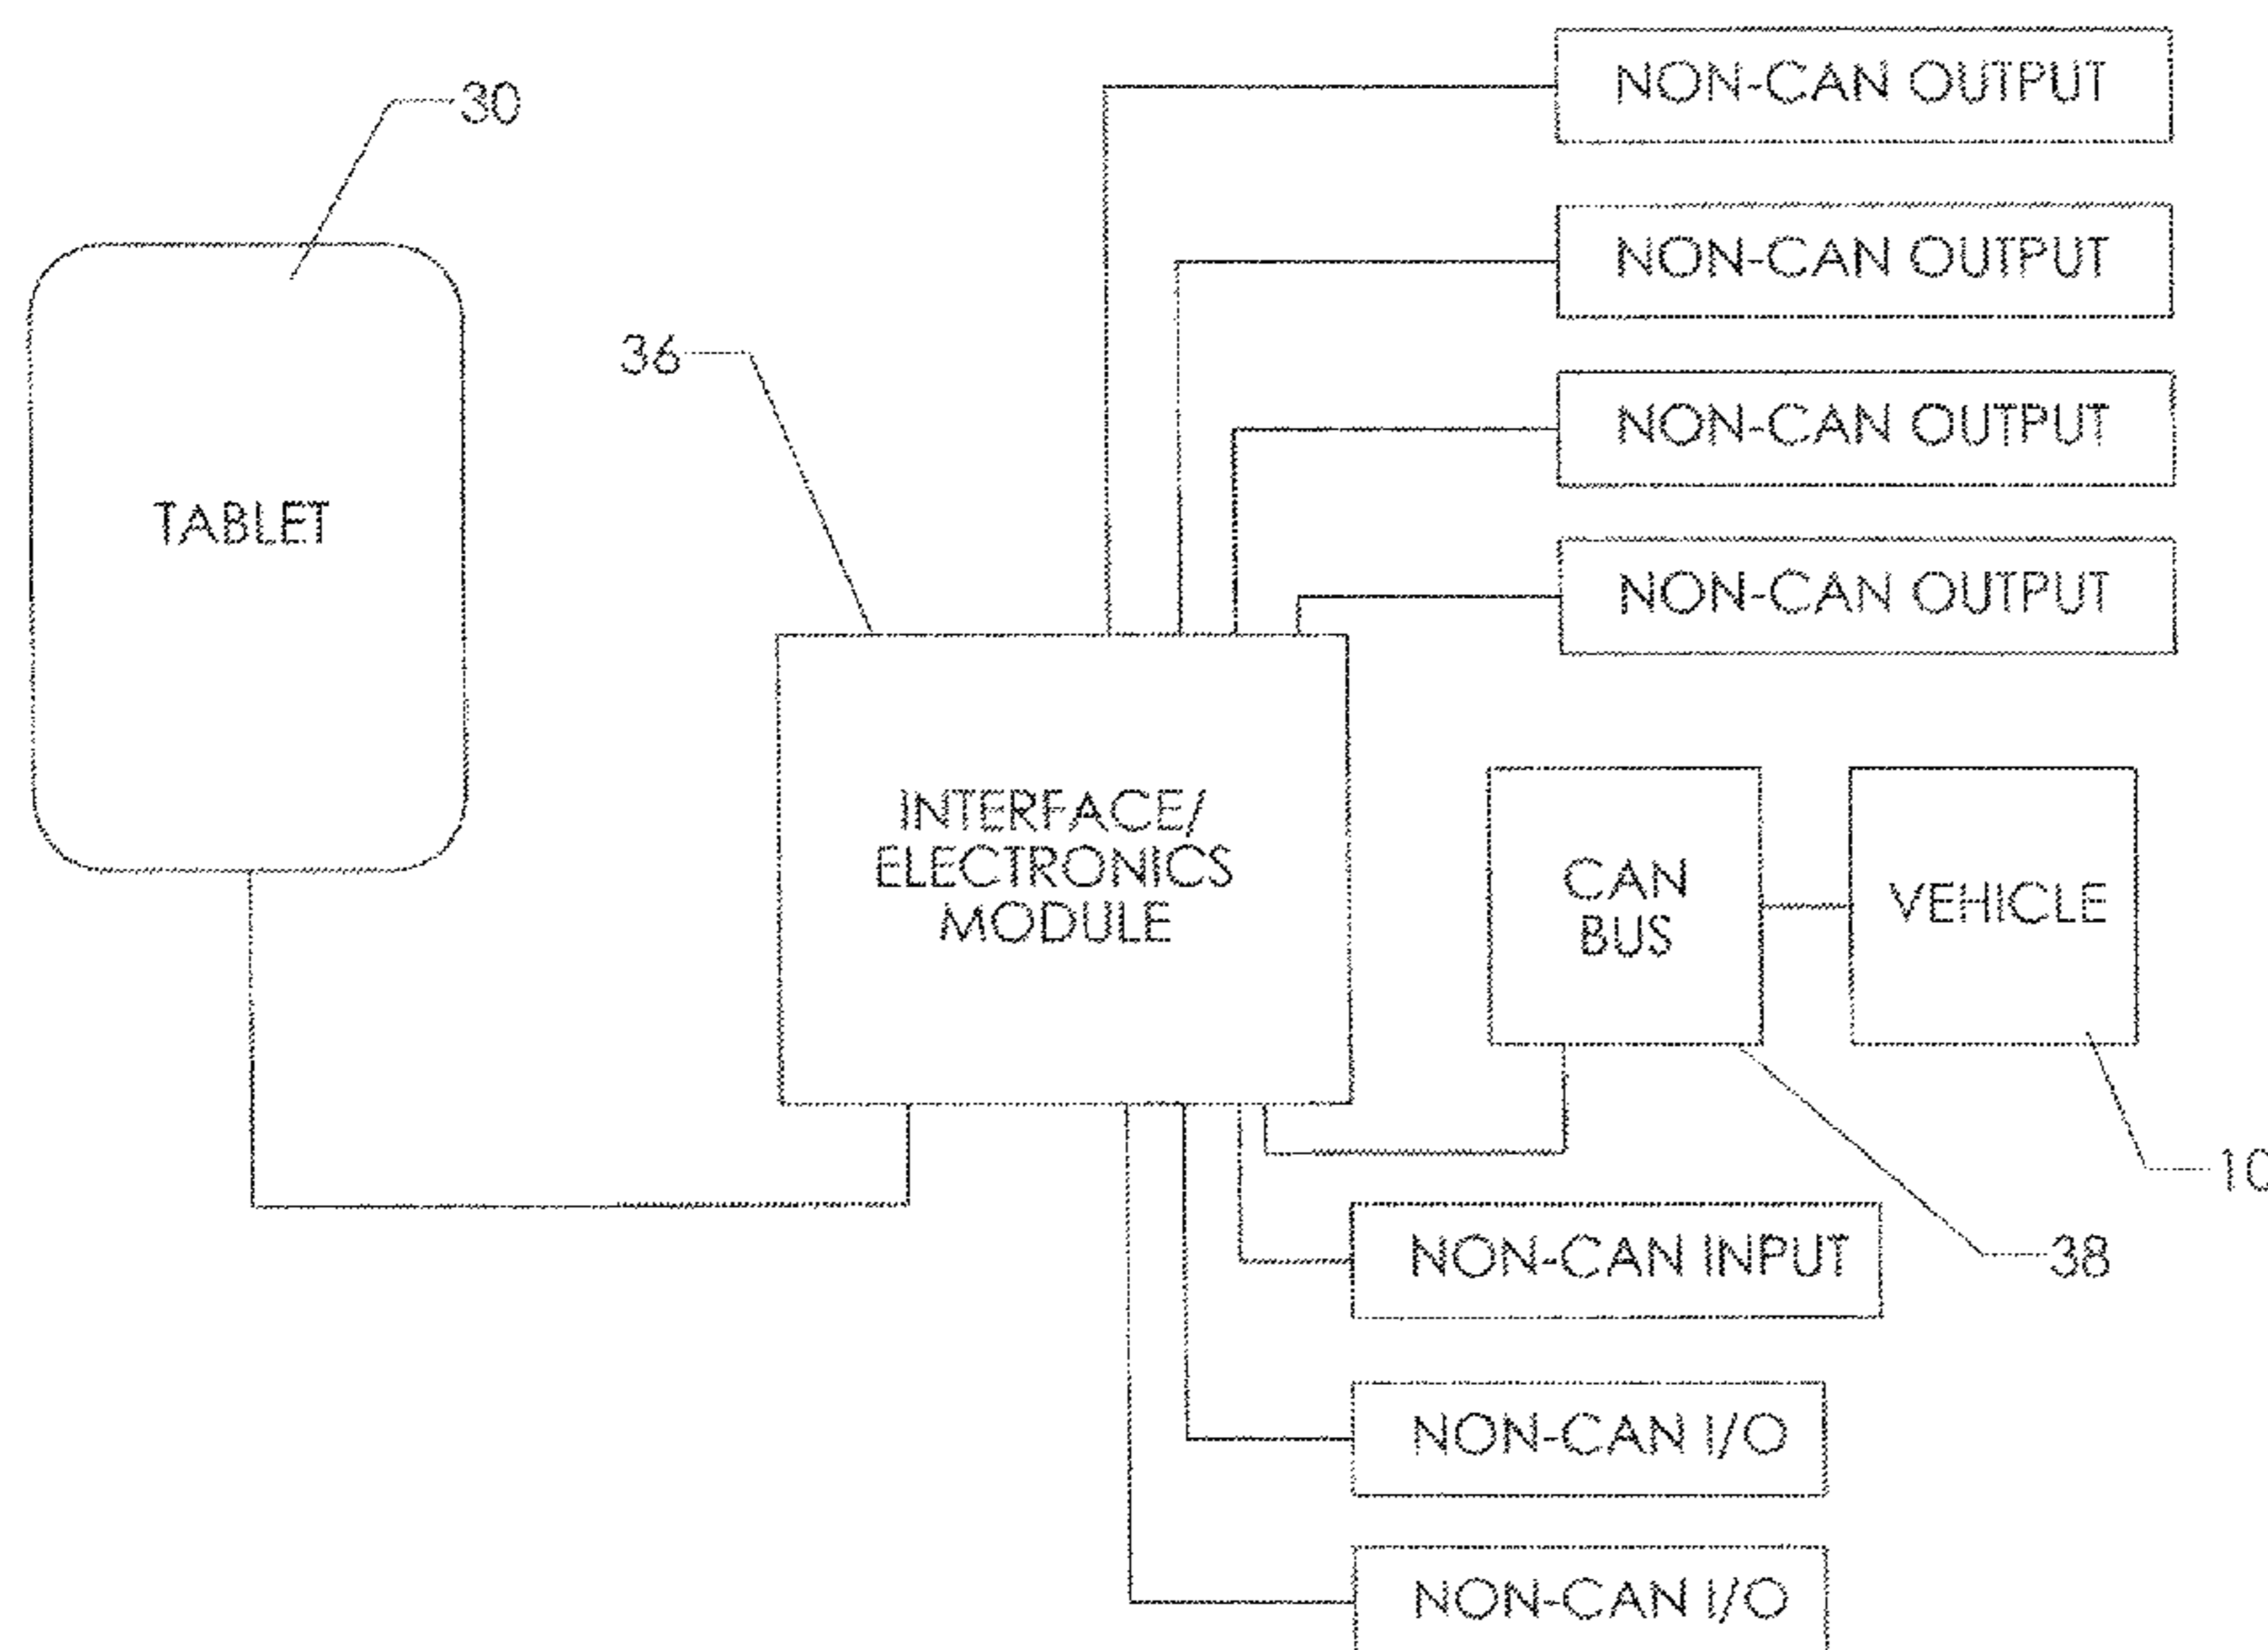 30
NON-CAN OUTPUT
NON-CAN OUTPUT
36
NON-CAN OUTPUT
TABLET
NON-CAN OUTPUT
INTERFACE/
ELECTRONICS
MODULE
CAN
BUS
VEHICLE
10
NON-CAN INPUT
38
NON-CAN I/O
NON-CAN I/O